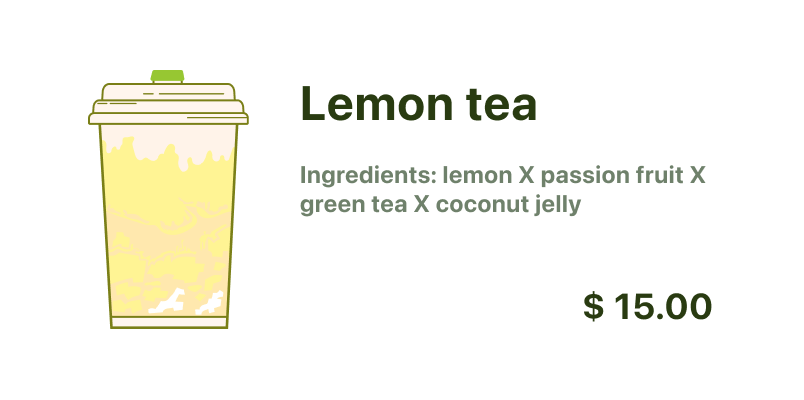 Lemon tea
Ingredients: lemon X passion fruit X
green tea X coconut jelly
$ 15.00